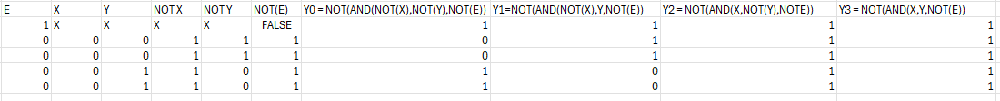 E X Y NOT X NOT Y NOT(E) Y0 = NOT(AND(NOT(X),NOT(Y),NOT(E)) Y1=NOT(AND(NOT(X),Y,NOT(E)) Y2 = NOT(AND(X,NOT(Y),NOTE)) Y3 = NOT(AND(X,Y,NOT(E))
1 X X X X FALSE 1 1 1 1
0 0 0 1 1 1 0 1 1 1
0 0 0 1 1 1 0 1 1 1
0 0 1 1 0 1 1 0 1 1
0 0 1 1 0 1 1 0 1 1